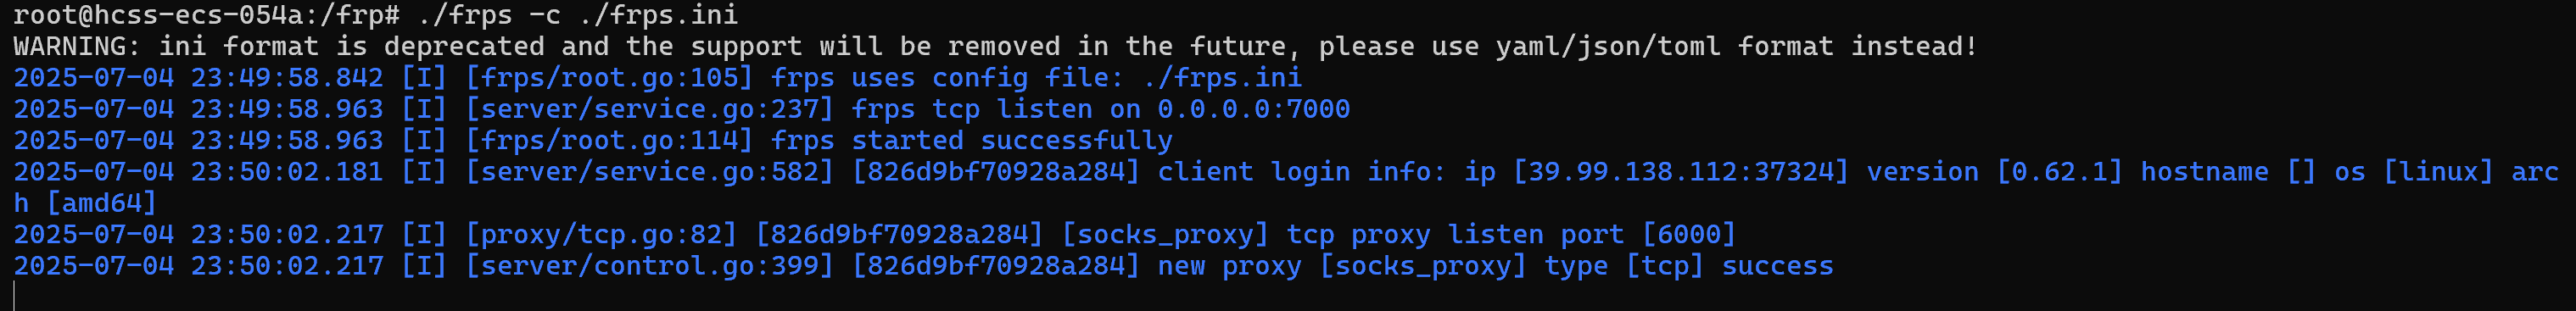 root@hcss-ecs-054a:/frp# ./frps -c ./frps.ini
WARNING: ini format is deprecated and the support will be removed in the future, please use yaml/json/toml format instead!
2025-07-04 23:49:58.842 [I] [frps/root.go:105] frps uses config file: ./frps.ini
2025-07-04 23:49:58.963 [I] [server/service.go:237] frps tcp listen on 0.0.0.0:7000
2025-07-04 23:49:58.963 [I] [frps/root.go:114] frps started successfully
2025-07-04 23:50:02.181 [I] [server/service.go:582] [826d9bf70928a284] client login info: ip [39.99.138.112:37324] version [0.62.1] hostname [] os [linux] arc
h [amd64]
2025-07-04 23:50:02.217 [I] [proxy/tcp.go:82] [826d9bf70928a284] [socks_proxy] tcp proxy listen port [6000]
2025-07-04 23:50:02.217 [I] [server/control.go:399] [826d9bf70928a284] new proxy [socks_proxy] type [tcp] success